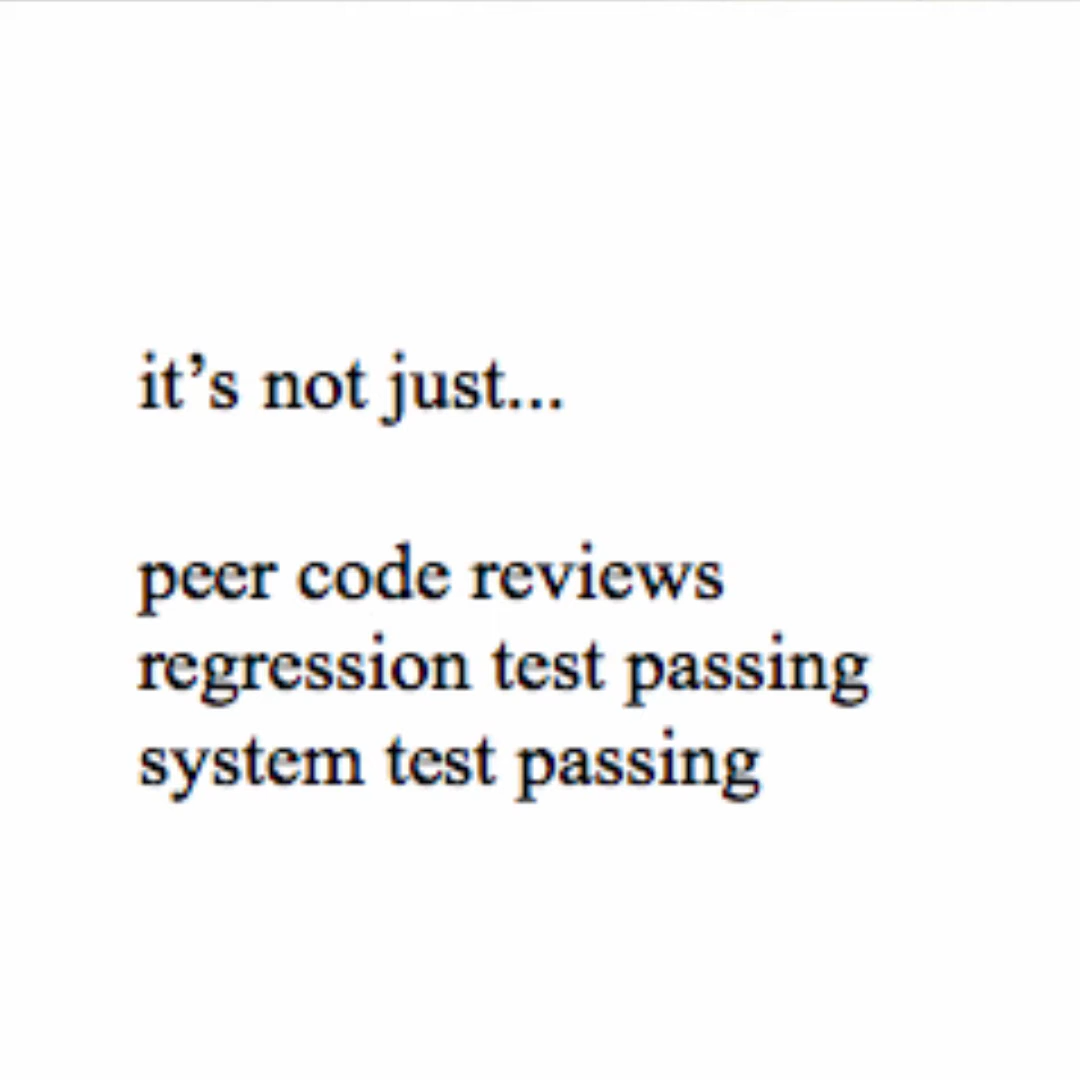 it’s not just...
peer code reviews
regression test passing
system test passing